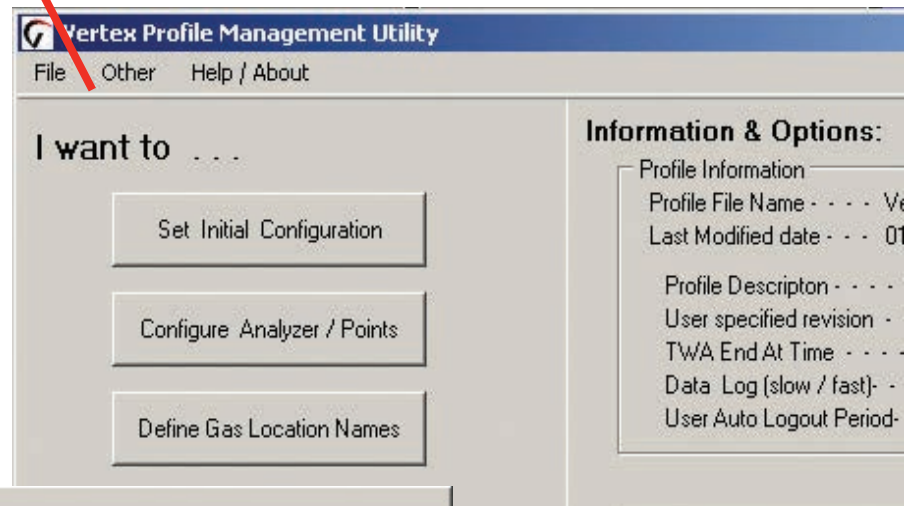 Vertex Profile Management Utility
File Other Help / About
I want to . . .
Set Initial Configuration
Configure Analyzer / Points
Define Gas Location Names
Information & Options:
Profile Information
Profile File Name - - - - Ve
Last Modified date - - - 01
Profile Descripton - - - -
User specified revision -
TWA End At Time - - - -
Data Log (slow / fast)- -
User Auto Logout Period-